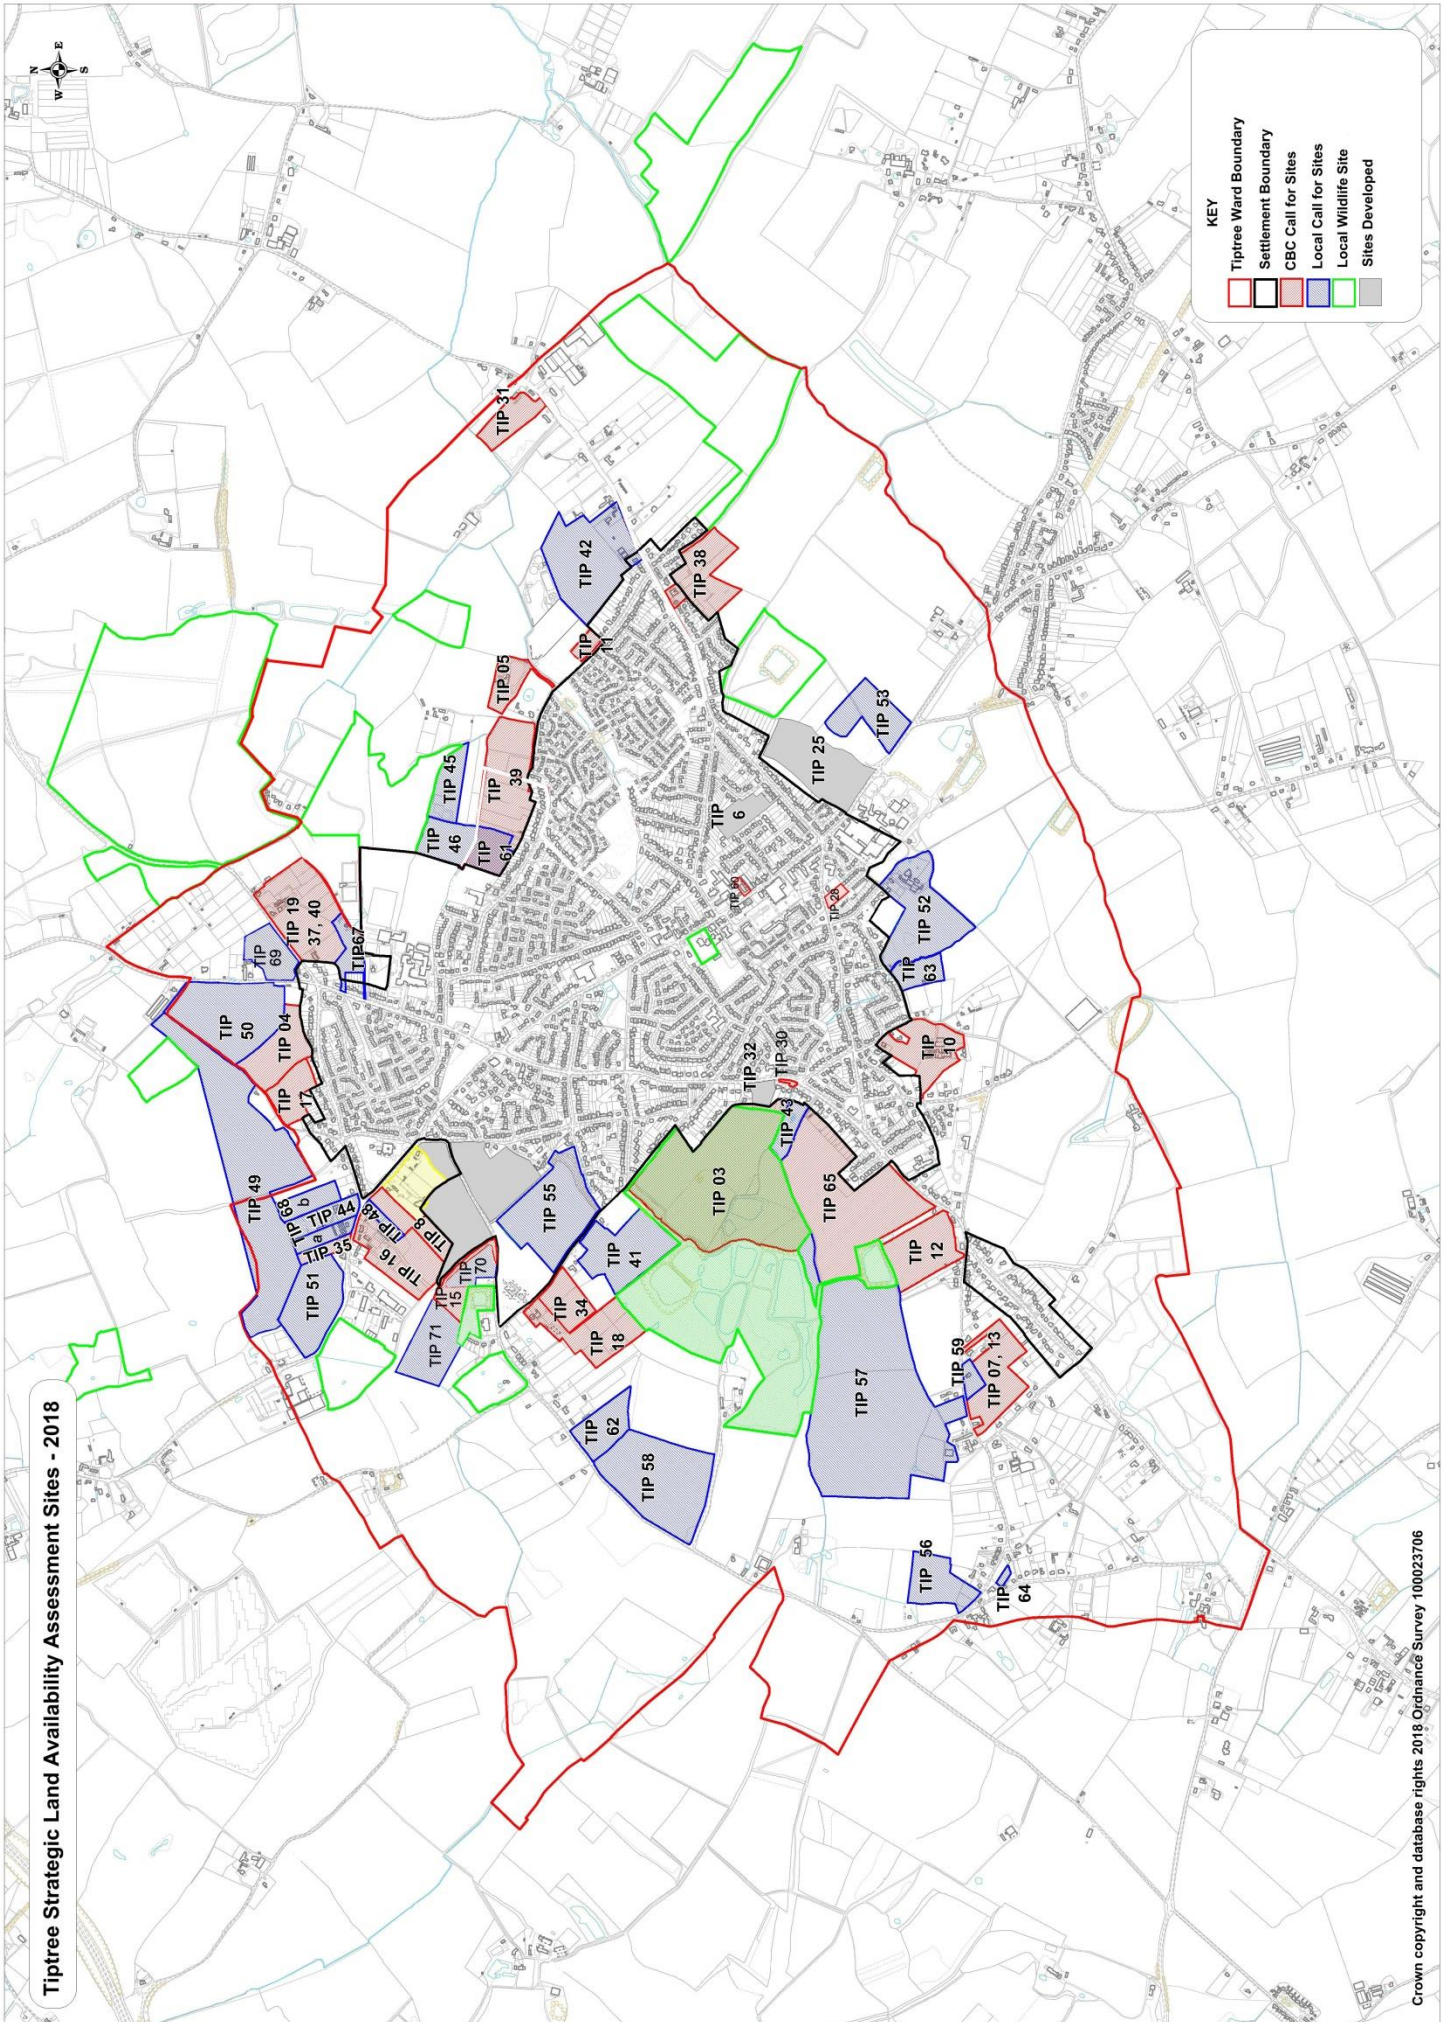 Tiptree Strategic Land Availability Assessment Sites - 2018
N
W
E
S
TIP 49
TIP
50
TIP 04
TIP
17
TIP
69
TIP 19
37, 40
TIP67
TIP 68
b
a
TIP 44
TIP 35
TIP 51
TIP 48
TIP 16
TIP 8
TIP
15
TIP
70
TIP 71
TIP
46
TIP 45
TIP
61
TIP
39
TIP 05
TIP 31
TIP 42
TIP
11
TIP 38
TIP 55
TIP
41
TIP
34
TIP
18
TIP
62
TIP 58
TIP 03
TIP 32
TIP 30
TIP 43
TIP 65
TIP
12
TIP 57
TIP 59
TIP 07, 13
TIP 56
TIP
64
TIP
6
TIP 60
TIP 28
TIP 25
TIP 53
TIP 52
TIP
63
TIP
10
KEY
Tiptree Ward Boundary
Settlement Boundary
CBC Call for Sites
Local Call for Sites
Local Wildlife Site
Sites Developed
Crown copyright and database rights 2018 Ordnance Survey 100023706